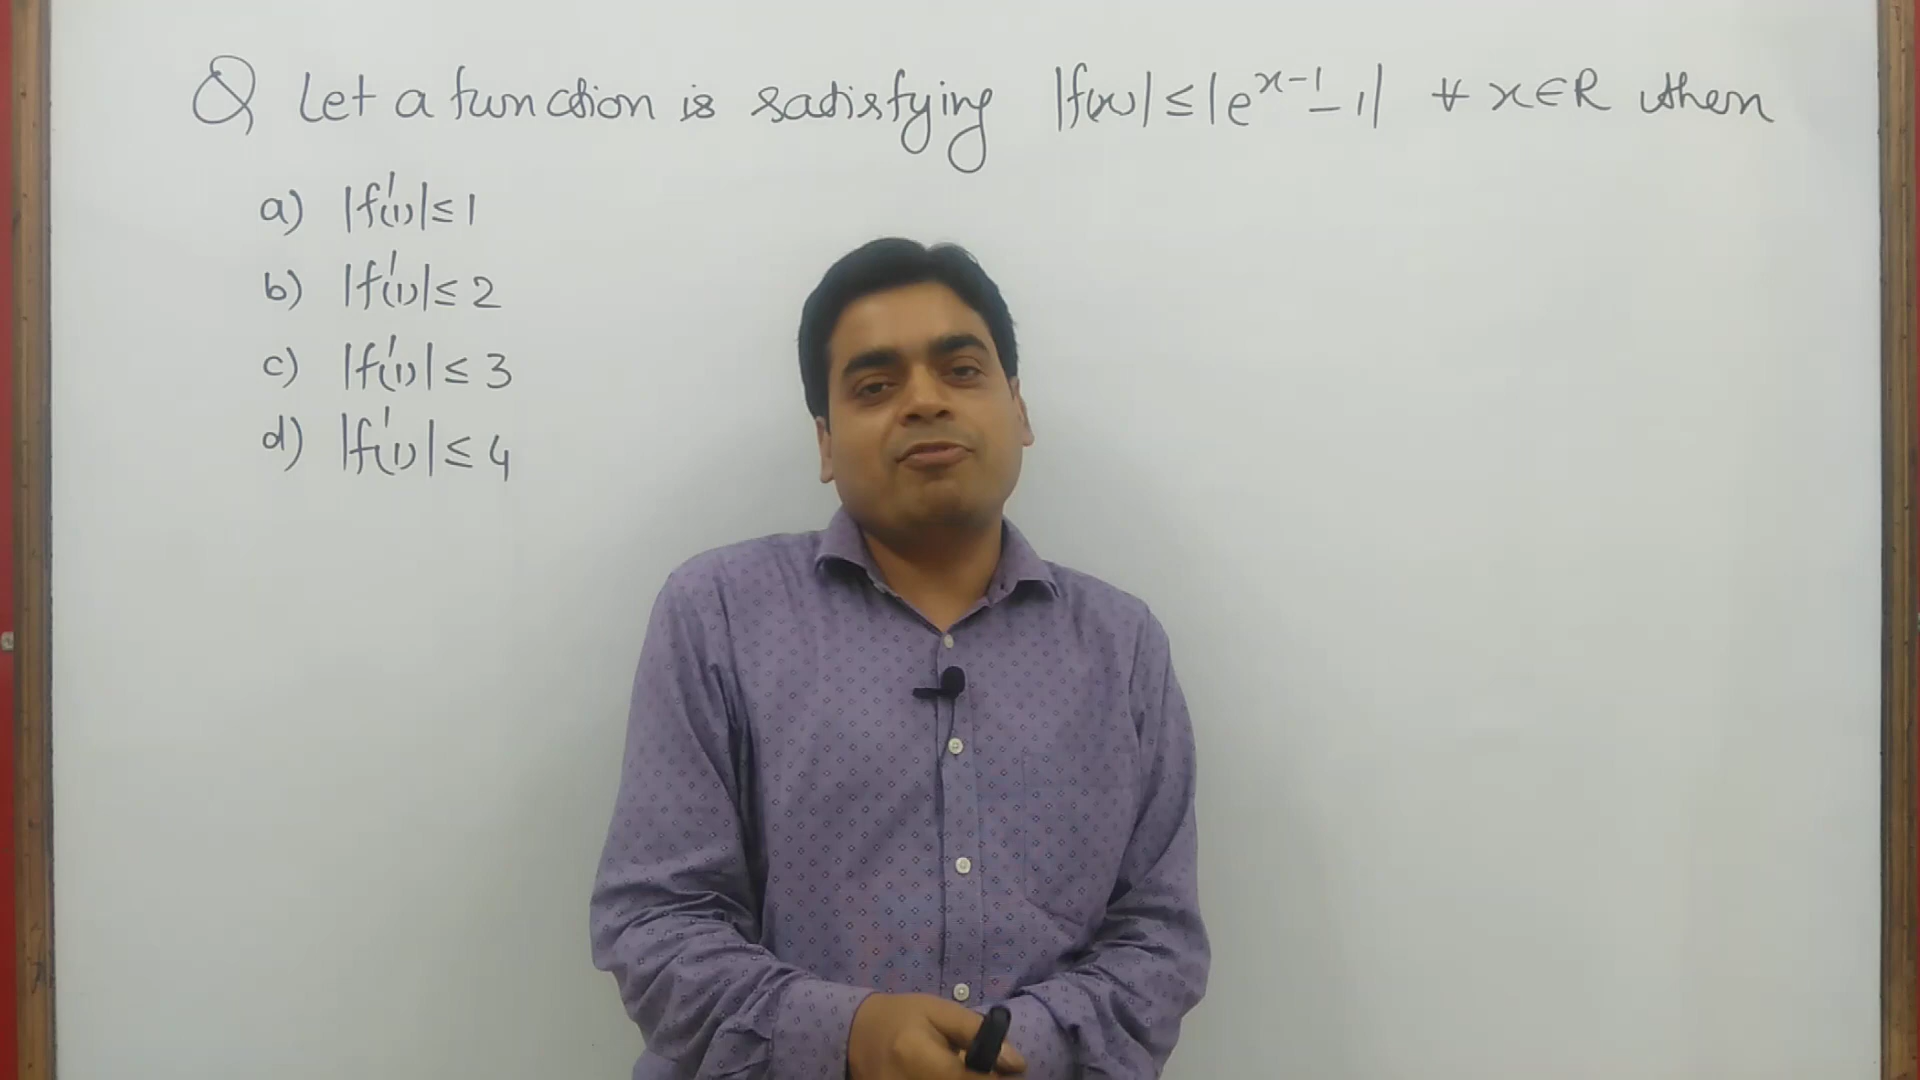 Q Let a function is satisfying |f(x)| ≤ |e^{x-1} - 1| ∀ x ∈ R then
a) |f'(1)| ≤ 1
b) |f'(1)| ≤ 2
c) |f'(1)| ≤ 3
d) |f'(1)| ≤ 4